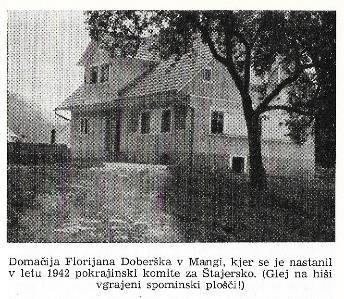 Domačija Florijana Doberška v Mangi, kjer se je nastanil
v letu 1942 pokrajinski komite za Štajersko. (Glej na hiši
vgrajeni spominski plošči!)